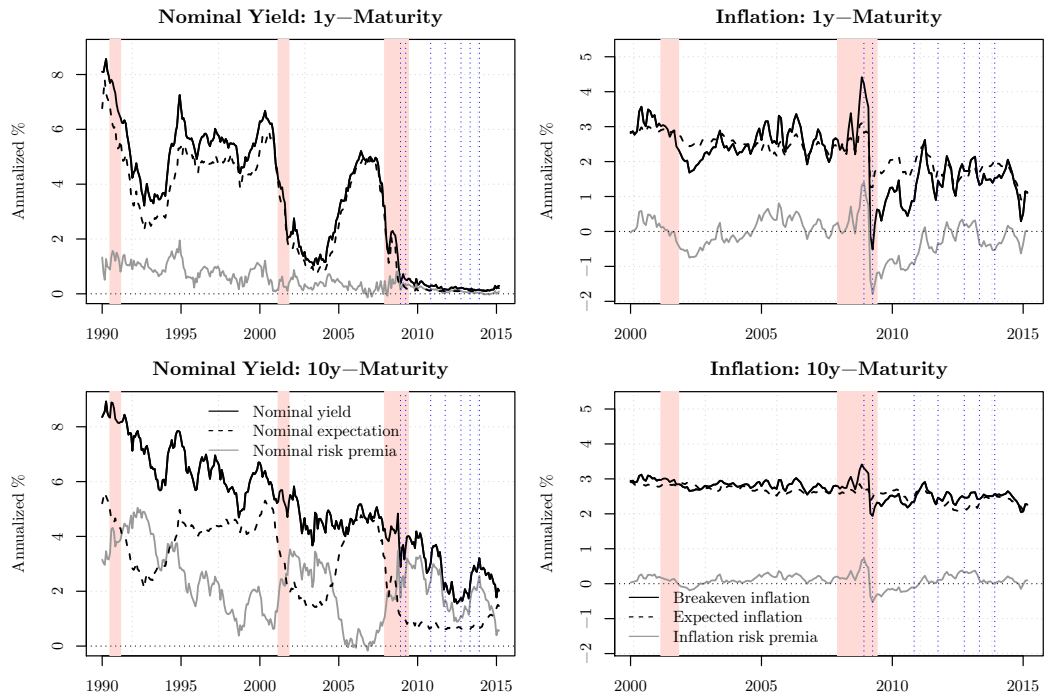 Nominal Yield: 1y−Maturity
Annualized %
8
6
4
2
0
1990 1995 2000 2005 2010 2015
Inflation: 1y−Maturity
Annualized %
5
4
3
2
1
0
−1
−2
2000 2005 2010 2015
Nominal Yield: 10y−Maturity
Annualized %
8
6
4
2
0
Nominal yield
Nominal expectation
Nominal risk premia
1990 1995 2000 2005 2010 2015
Inflation: 10y−Maturity
Annualized %
5
4
3
2
1
0
−1
−2
Breakeven inflation
Expected inflation
Inflation risk premia
2000 2005 2010 2015